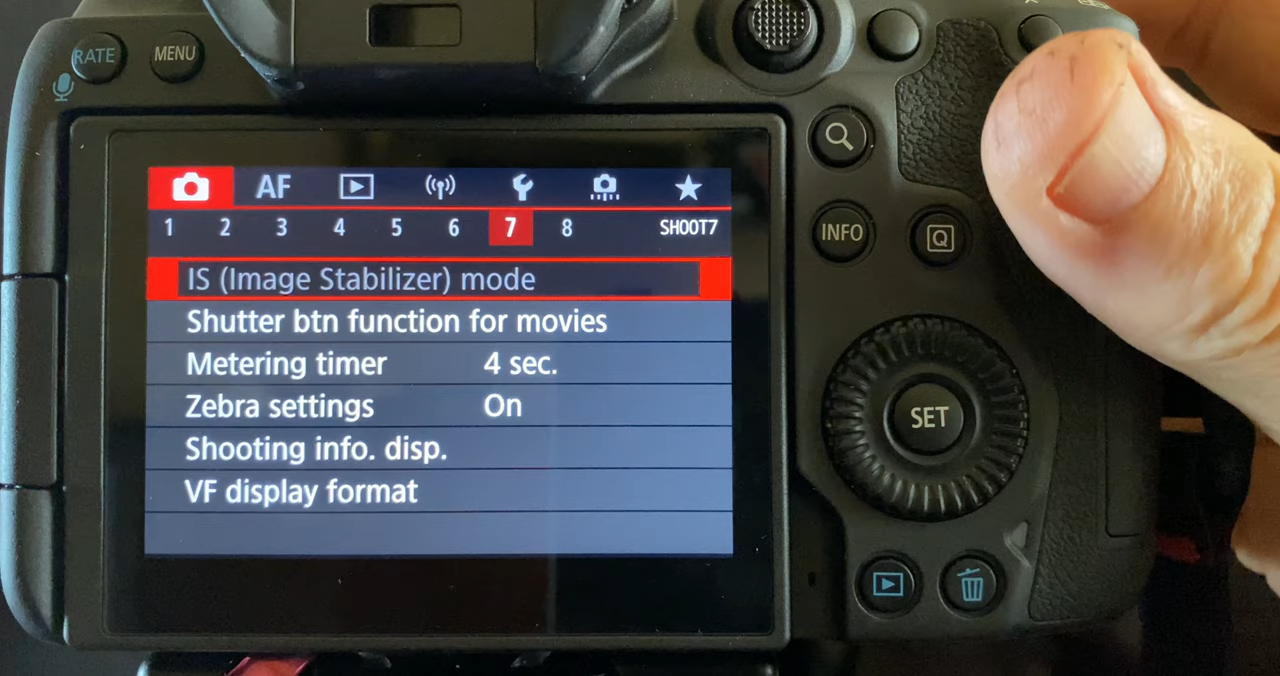 RATE
MENU
AF
1 2 3 4 5 6 7 8 SHOOT7
IS (Image Stabilizer) mode
Shutter btn function for movies
Metering timer 4 sec.
Zebra settings On
Shooting info. disp.
VF display format
INFO
Q
SET